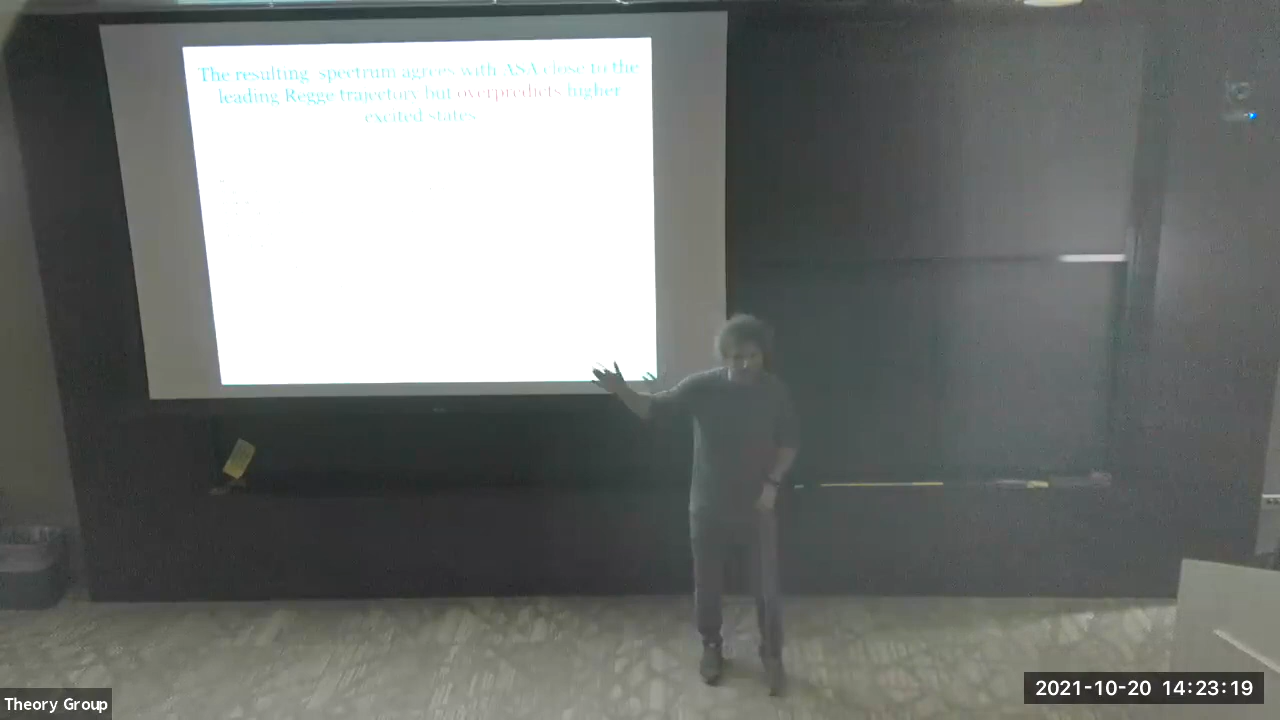 The resulting spectrum agrees with ASA close to the
leading Regge trajectory but overpredicts higher
excited states
Theory Group
2021-10-20 14:23:19